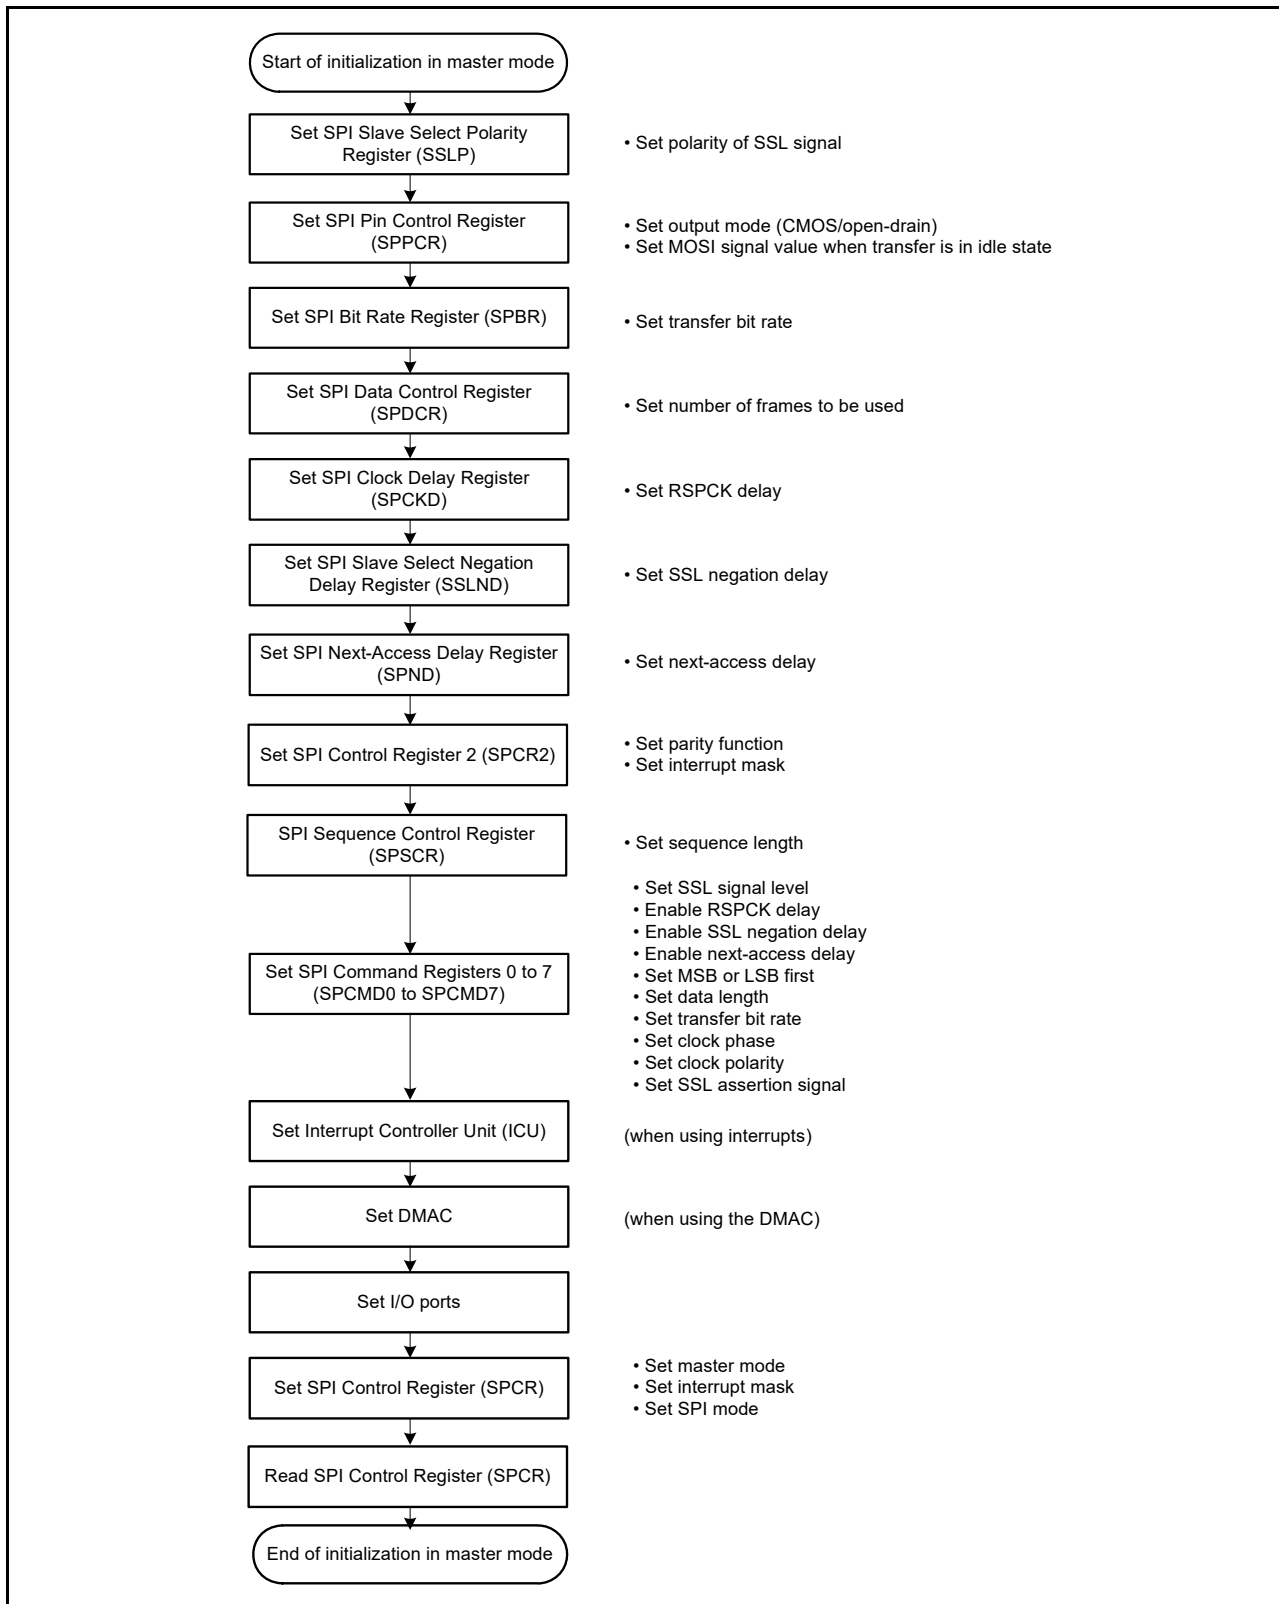 Start of initialization in master mode
Set SPI Slave Select Polarity
Register (SSLP)
• Set polarity of SSL signal
Set SPI Pin Control Register
(SPPCR)
• Set output mode (CMOS/open-drain)
• Set MOSI signal value when transfer is in idle state
Set SPI Bit Rate Register (SPBR)
• Set transfer bit rate
Set SPI Data Control Register
(SPDCR)
• Set number of frames to be used
Set SPI Clock Delay Register
(SPCKD)
• Set RSPCK delay
Set SPI Slave Select Negation
Delay Register (SSLND)
• Set SSL negation delay
Set SPI Next-Access Delay Register
(SPND)
• Set next-access delay
Set SPI Control Register 2 (SPCR2)
• Set parity function
• Set interrupt mask
SPI Sequence Control Register
(SPSCR)
• Set sequence length
Set SPI Command Registers 0 to 7
(SPCMD0 to SPCMD7)
• Set SSL signal level
• Enable RSPCK delay
• Enable SSL negation delay
• Enable next-access delay
• Set MSB or LSB first
• Set data length
• Set transfer bit rate
• Set clock phase
• Set clock polarity
• Set SSL assertion signal
Set Interrupt Controller Unit (ICU)
(when using interrupts)
Set DMAC
(when using the DMAC)
Set I/O ports
Set SPI Control Register (SPCR)
• Set master mode
• Set interrupt mask
• Set SPI mode
Read SPI Control Register (SPCR)
End of initialization in master mode